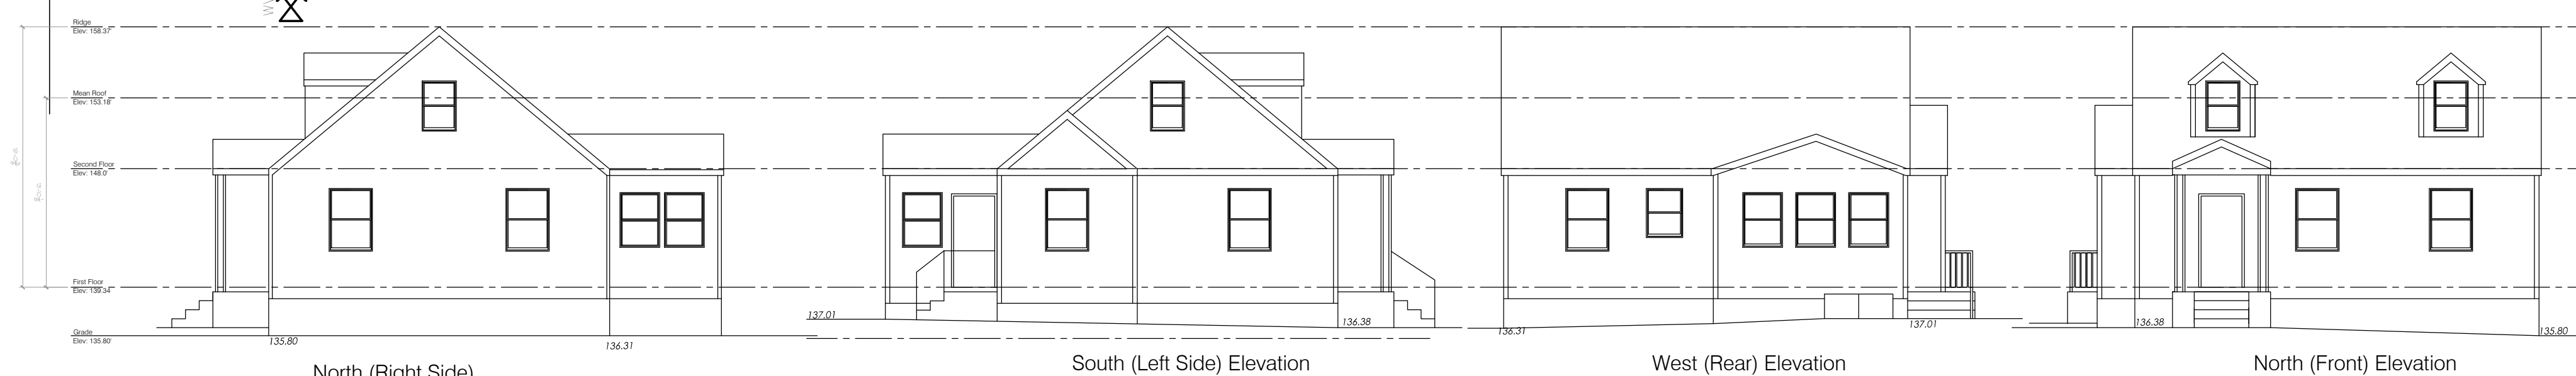 Ridge
Elev: 158.37'
Mean Roof
Elev: 153.18'
Second Floor
Elev: 148.0'
First Floor
Elev: 139.34
Grade
Elev: 135.80'
135.80
136.31
North (Right Side)
137.01
136.38
South (Left Side) Elevation
136.31
137.01
West (Rear) Elevation
136.38
135.80
North (Front) Elevation